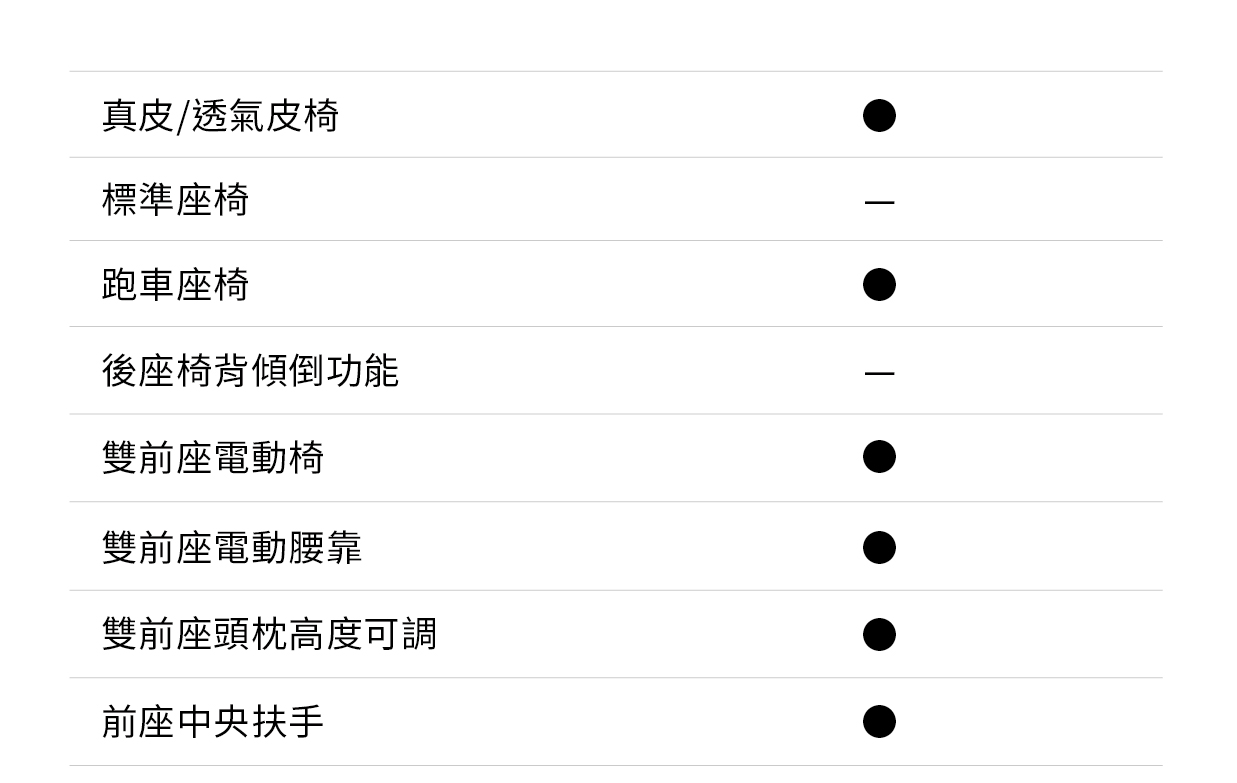 真皮/透氣皮椅 ●
標準座椅 —
跑車座椅 ●
後座椅背傾倒功能 —
雙前座電動椅 ●
雙前座電動腰靠 ●
雙前座頭枕高度可調 ●
前座中央扶手 ●